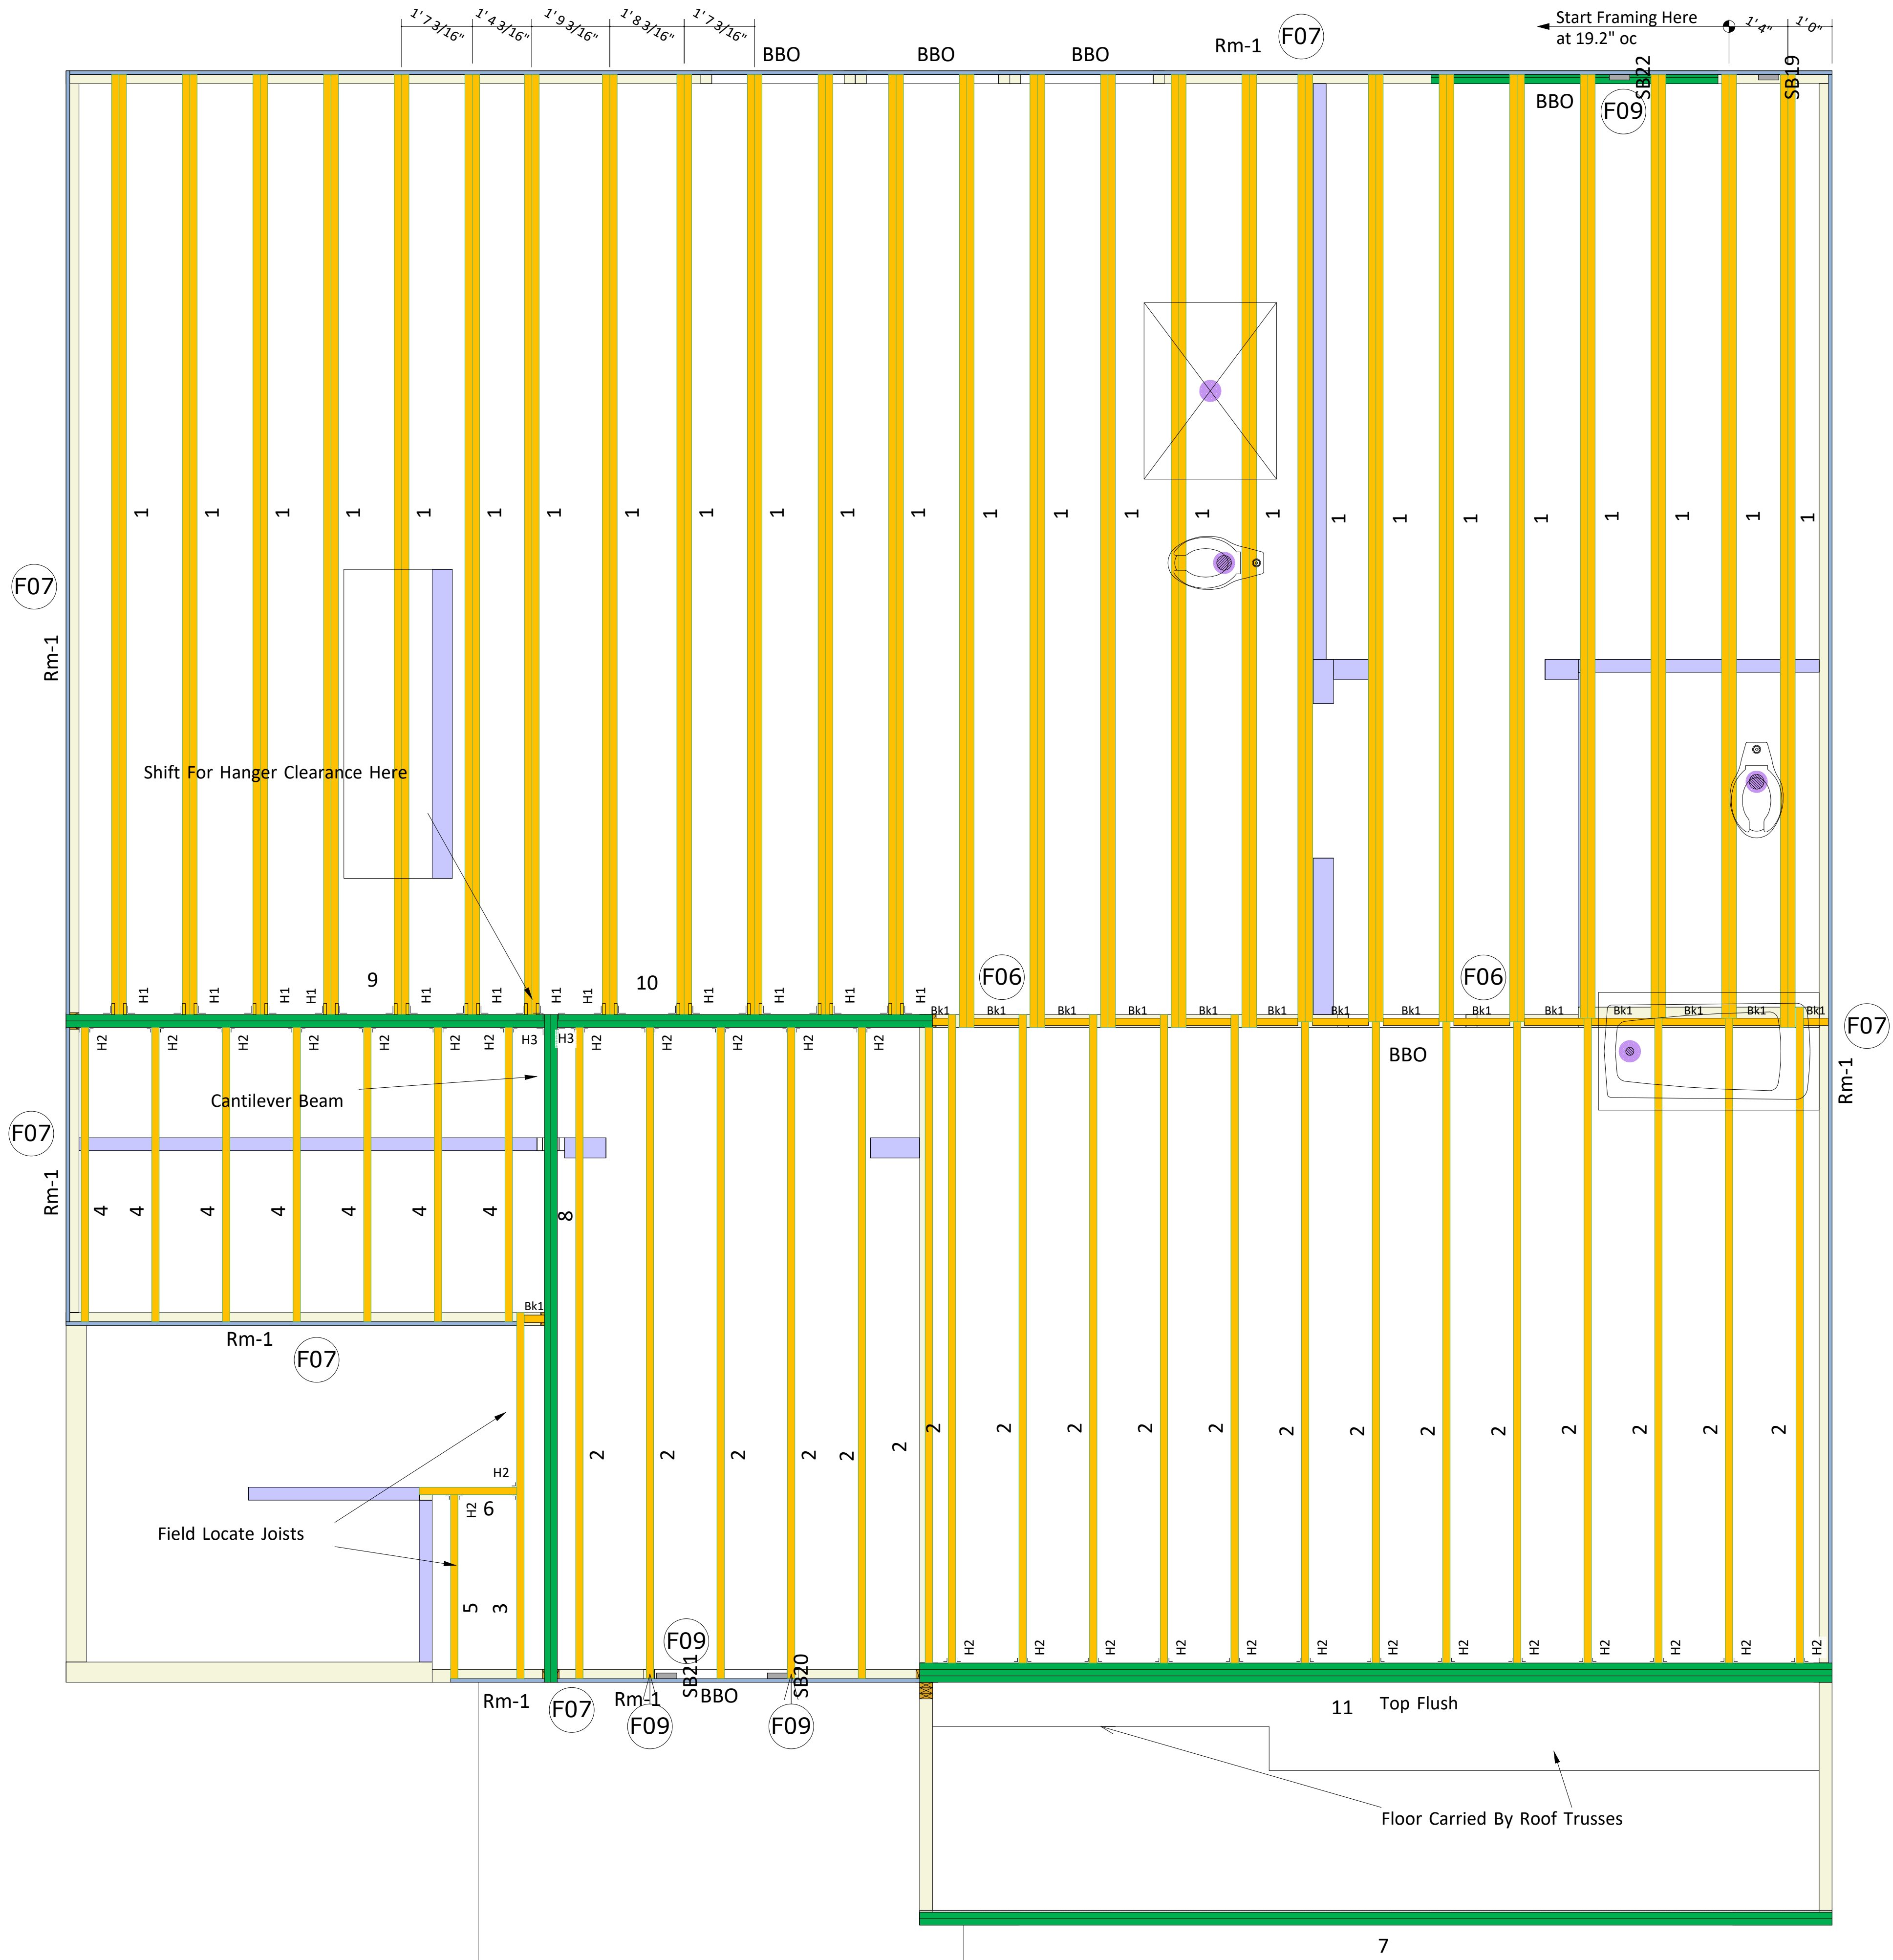 1'7 3/16" 1'4 3/16" 1'9 3/16" 1'8 3/16" 1'7 3/16"
Start Framing Here
at 19.2" oc
1'4" 1'0"
BBO BBO BBO Rm-1 F07
SB22 SB19
BBO F09
1 1 1 1 1 1 1 1 1 1 1 1 1 1 1 1 1 1 1 1 1 1 1 1 1
F07
Rm-1
Shift For Hanger Clearance Here
9 10 F06 F06
H1 H1 H1 H1 H1 H1 H1 H1 H1 H1 H1 H1
Bk1 Bk1 Bk1 Bk1 Bk1 Bk1 Bk1 Bk1 Bk1 Bk1 Bk1 Bk1 Bk1 Bk1
F07
H2 H2 H2 H2 H2 H2 H2 H3 H3 H2 H2 H2 H2 H2
BBO
Rm-1
Cantilever Beam
F07
Rm-1
4 4 4 4 4 4 4 8
Bk1
Rm-1
F07
2 2 2 2 2 2 2 2 2 2 2 2 2 2 2 2 2 2 2
H2
H2 6
Field Locate Joists
5 3
F09
H2 H2 H2 H2 H2 H2 H2 H2 H2 H2 H2 H2 H2
SB21 SB20
Rm-1 F07 Rm-1 BBO
F09 F09
11 Top Flush
Floor Carried By Roof Trusses
7